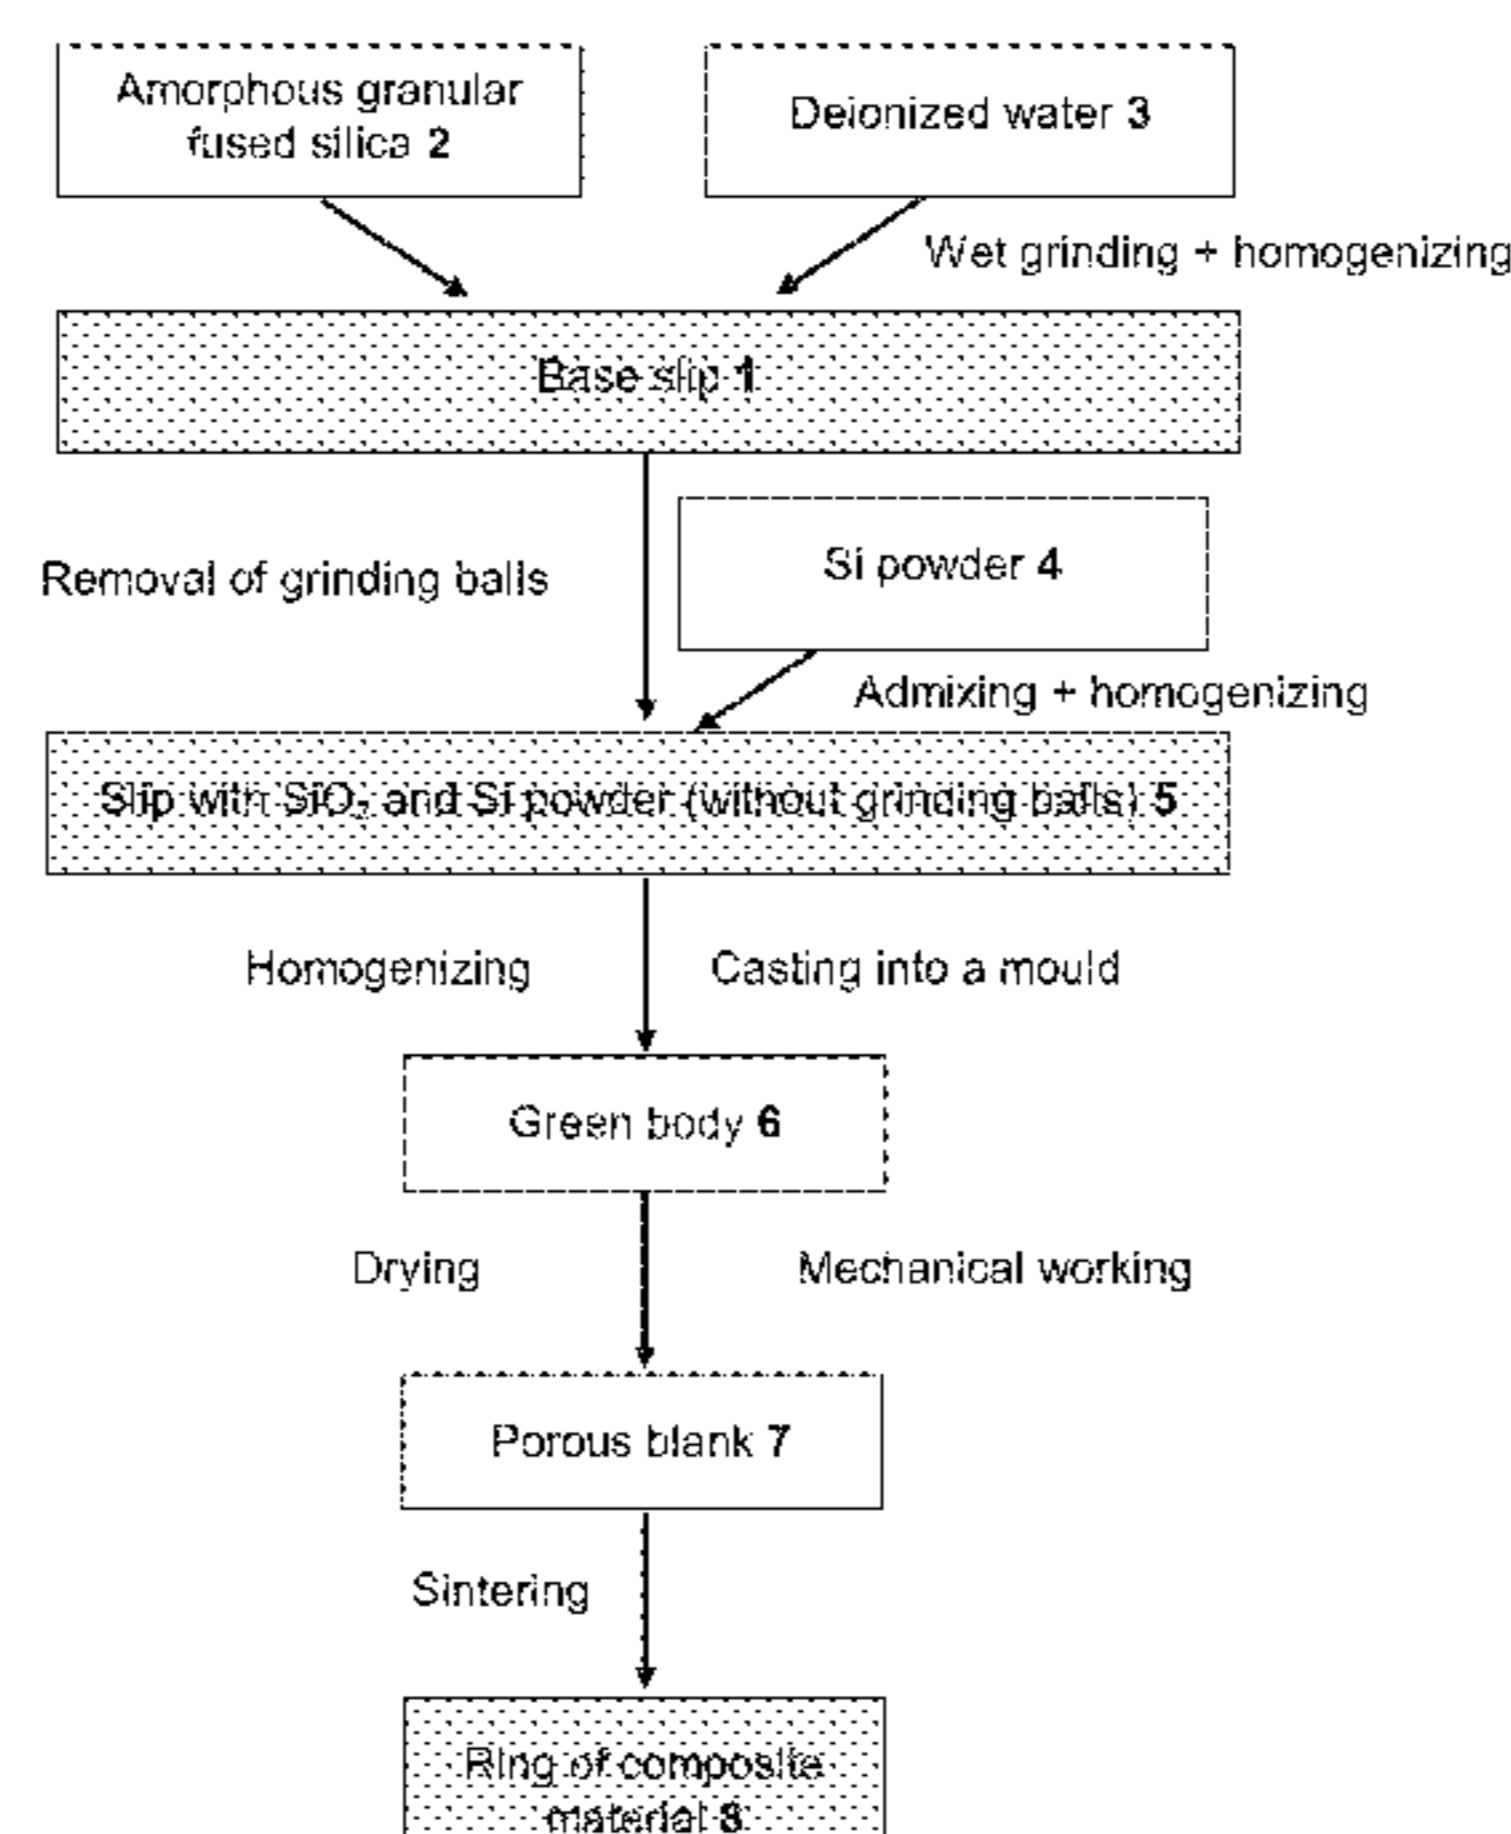 Amorphous granular
fused silica 2
Deionized water 3
Wet grinding + homogenizing
Base slip 1
Removal of grinding balls
Si powder 4
Admixing + homogenizing
Slip with SiO₂ and Si powder (without grinding balls) 5
Homogenizing
Casting into a mould
Green body 6
Drying
Mechanical working
Porous blank 7
Sintering
Ring of composite
material 8